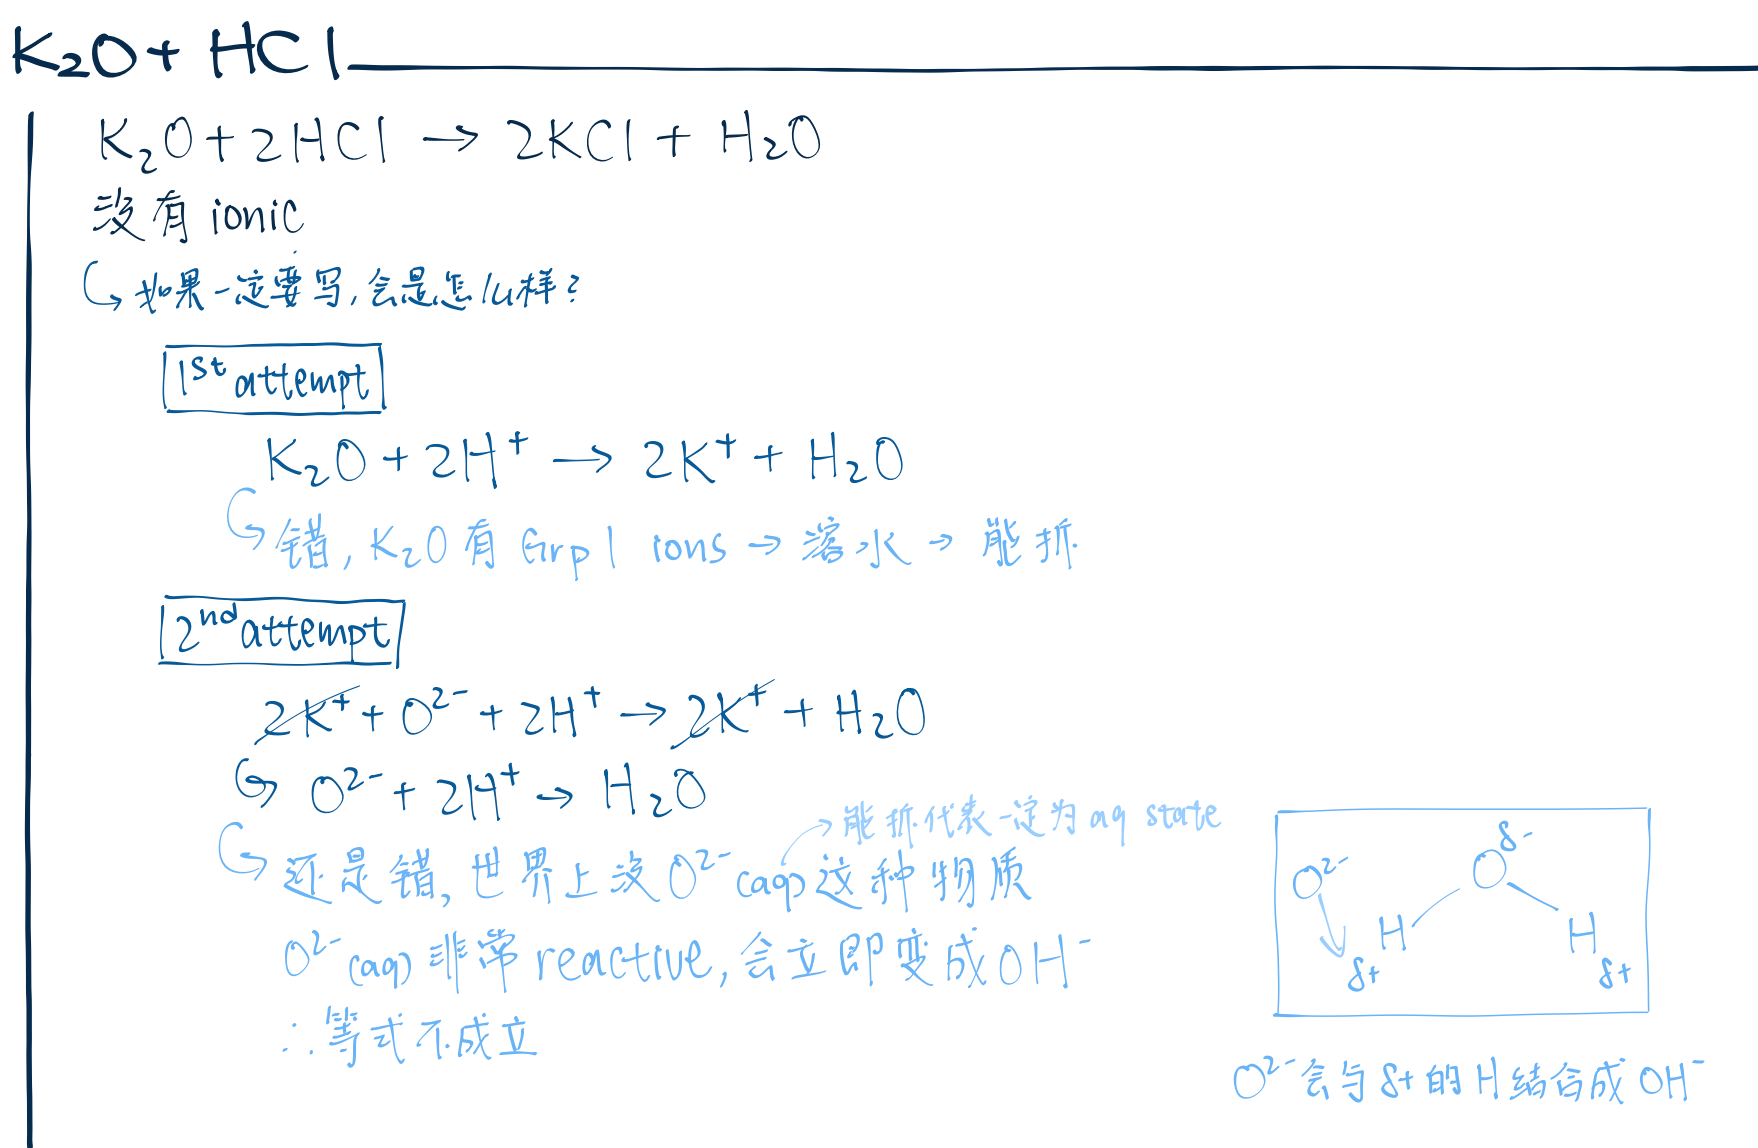 K₂O + HCl
K₂O + 2HCl → 2KCl + H₂O
没有 ionic
↳ 如果一定要写, 会是怎么样?
1st attempt
K₂O + 2H⁺ → 2K⁺ + H₂O
↳ 错, K₂O 有 Grp 1 ions → 溶水 → 能拆
2nd attempt
2K⁺ + O²⁻ + 2H⁺ → 2K⁺ + H₂O
↳ O²⁻ + 2H⁺ → H₂O
→ 能拆代表一定为 aq state
↳ 还是错, 世界上没 O²⁻ (aq) 这种物质
O²⁻ (aq) 非常 reactive, 会立即变成 OH⁻
∴ 等式不成立
δ-
O²⁻ O
H H
δ+ δ+
O²⁻ 会与 δ+ 的 H 结合成 OH⁻